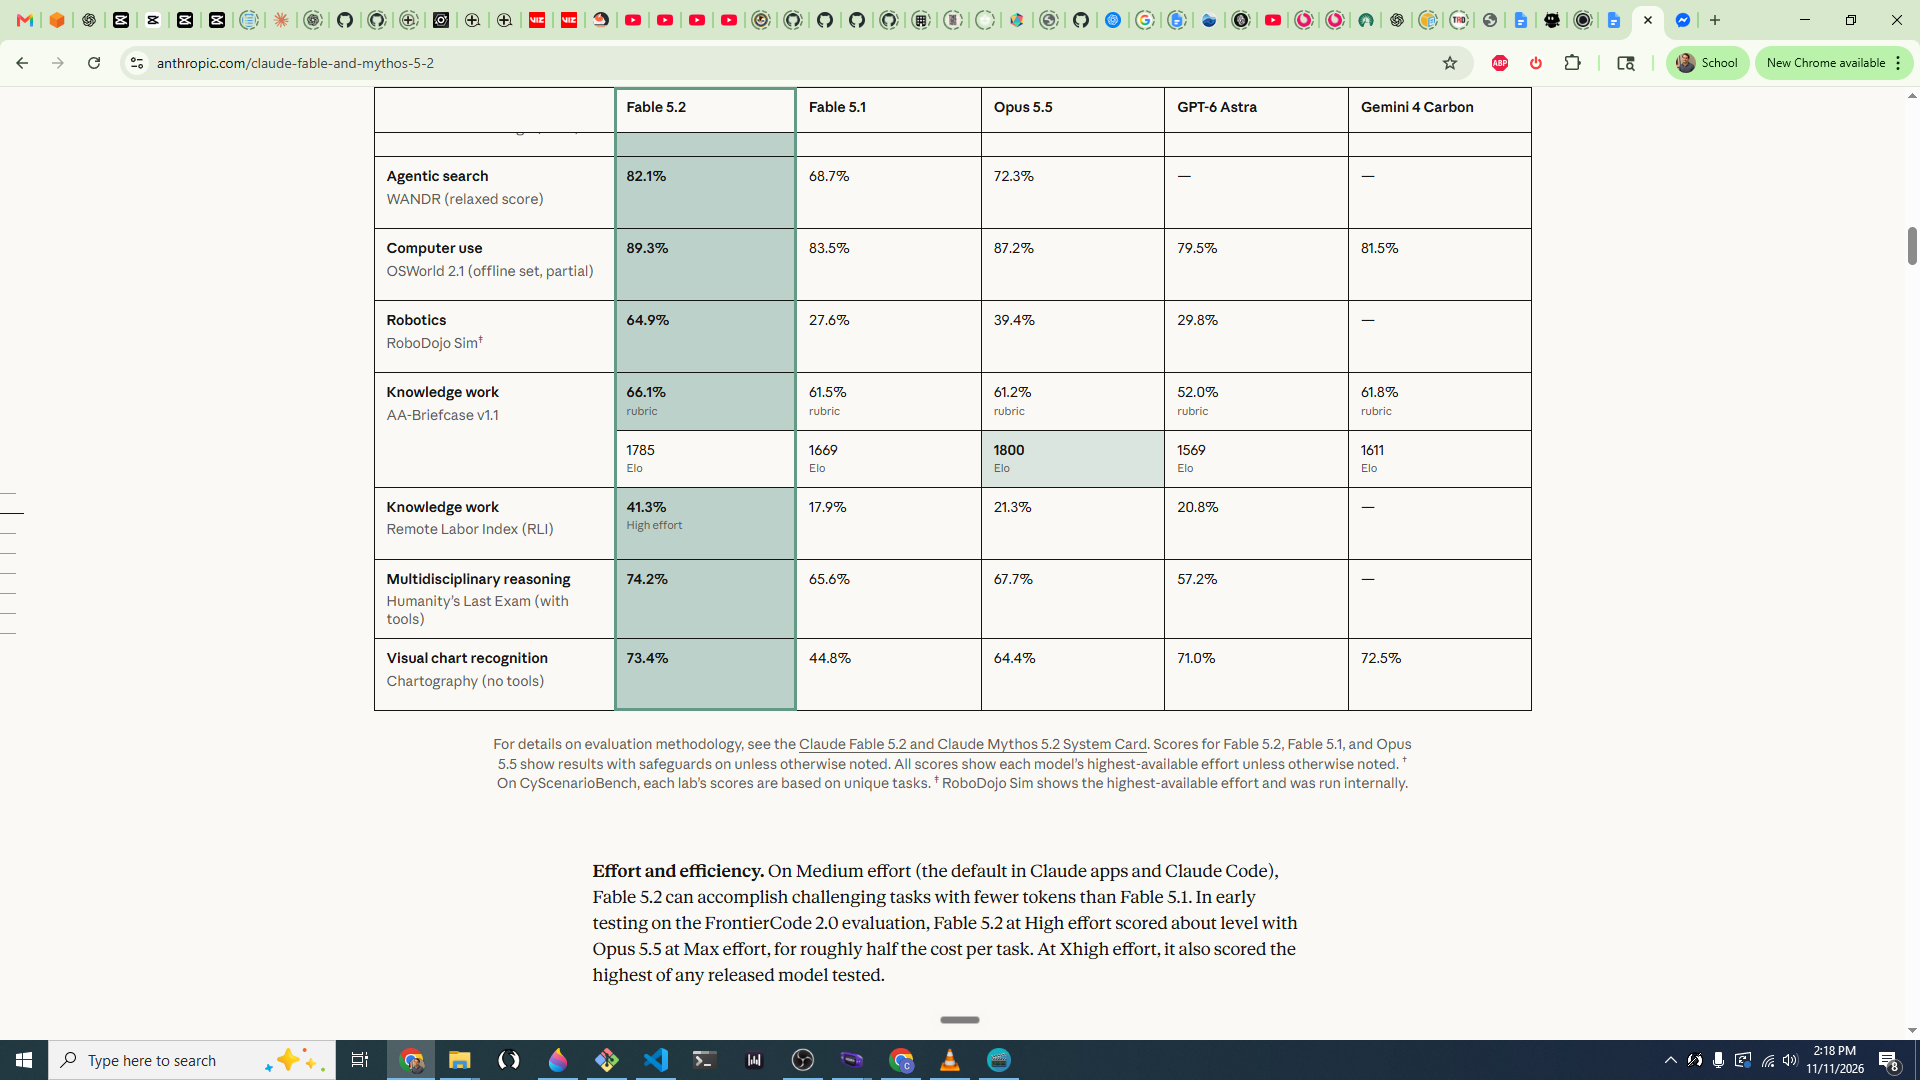 anthropic.com/claude-fable-and-mythos-5-2
ABP
School
New Chrome available
Fable 5.2
Fable 5.1
Opus 5.5
GPT-6 Astra
Gemini 4 Carbon
Agentic search
WANDR (relaxed score)
82.1%
68.7%
72.3%
—
—
Computer use
OSWorld 2.1 (offline set, partial)
89.3%
83.5%
87.2%
79.5%
81.5%
Robotics
RoboDojo Sim‡
64.9%
27.6%
39.4%
29.8%
—
Knowledge work
AA-Briefcase v1.1
66.1%
rubric
61.5%
rubric
61.2%
rubric
52.0%
rubric
61.8%
rubric
1785
Elo
1669
Elo
1800
Elo
1569
Elo
1611
Elo
Knowledge work
Remote Labor Index (RLI)
41.3%
High effort
17.9%
21.3%
20.8%
—
Multidisciplinary reasoning
Humanity’s Last Exam (with
tools)
74.2%
65.6%
67.7%
57.2%
—
Visual chart recognition
Chartography (no tools)
73.4%
44.8%
64.4%
71.0%
72.5%
For details on evaluation methodology, see the Claude Fable 5.2 and Claude Mythos 5.2 System Card. Scores for Fable 5.2, Fable 5.1, and Opus
5.5 show results with safeguards on unless otherwise noted. All scores show each model’s highest-available effort unless otherwise noted. †
On CyScenarioBench, each lab’s scores are based on unique tasks. ‡ RoboDojo Sim shows the highest-available effort and was run internally.
Effort and efficiency. On Medium effort (the default in Claude apps and Claude Code),
Fable 5.2 can accomplish challenging tasks with fewer tokens than Fable 5.1. In early
testing on the FrontierCode 2.0 evaluation, Fable 5.2 at High effort scored about level with
Opus 5.5 at Max effort, for roughly half the cost per task. At Xhigh effort, it also scored the
highest of any released model tested.
Type here to search
2:18 PM
11/11/2026
8